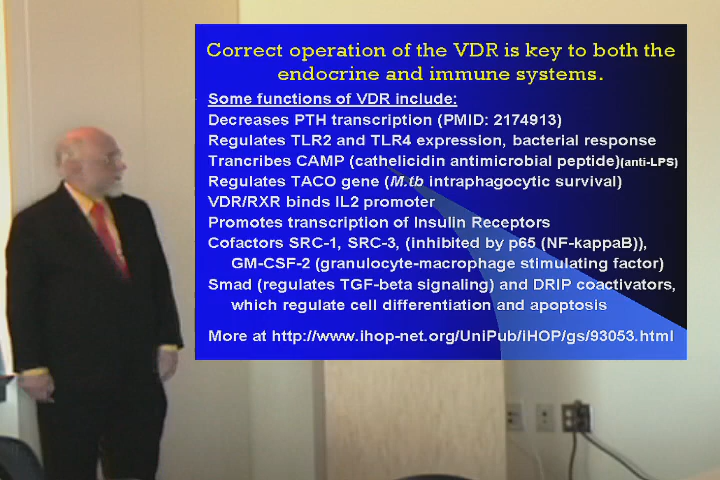 Correct operation of the VDR is key to both the
endocrine and immune systems.
Some functions of VDR include:
Decreases PTH transcription (PMID: 2174913)
Regulates TLR2 and TLR4 expression, bacterial response
Trancribes CAMP (cathelicidin antimicrobial peptide)(anti-LPS)
Regulates TACO gene (M.tb intraphagocytic survival)
VDR/RXR binds IL2 promoter
Promotes transcription of Insulin Receptors
Cofactors SRC-1, SRC-3, (inhibited by p65 (NF-kappaB)),
GM-CSF-2 (granulocyte-macrophage stimulating factor)
Smad (regulates TGF-beta signaling) and DRIP coactivators,
which regulate cell differentiation and apoptosis
More at http://www.ihop-net.org/UniPub/iHOP/gs/93053.html